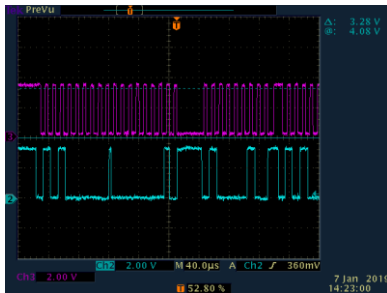 PreVu
Δ: 3.28 V
@: 4.08 V
3
2
Ch2 2.00 V M 40.0µs A Ch2 ∫ 360mV
Ch3 2.00 V
7 Jan 2019
52.80 % 14:23:00